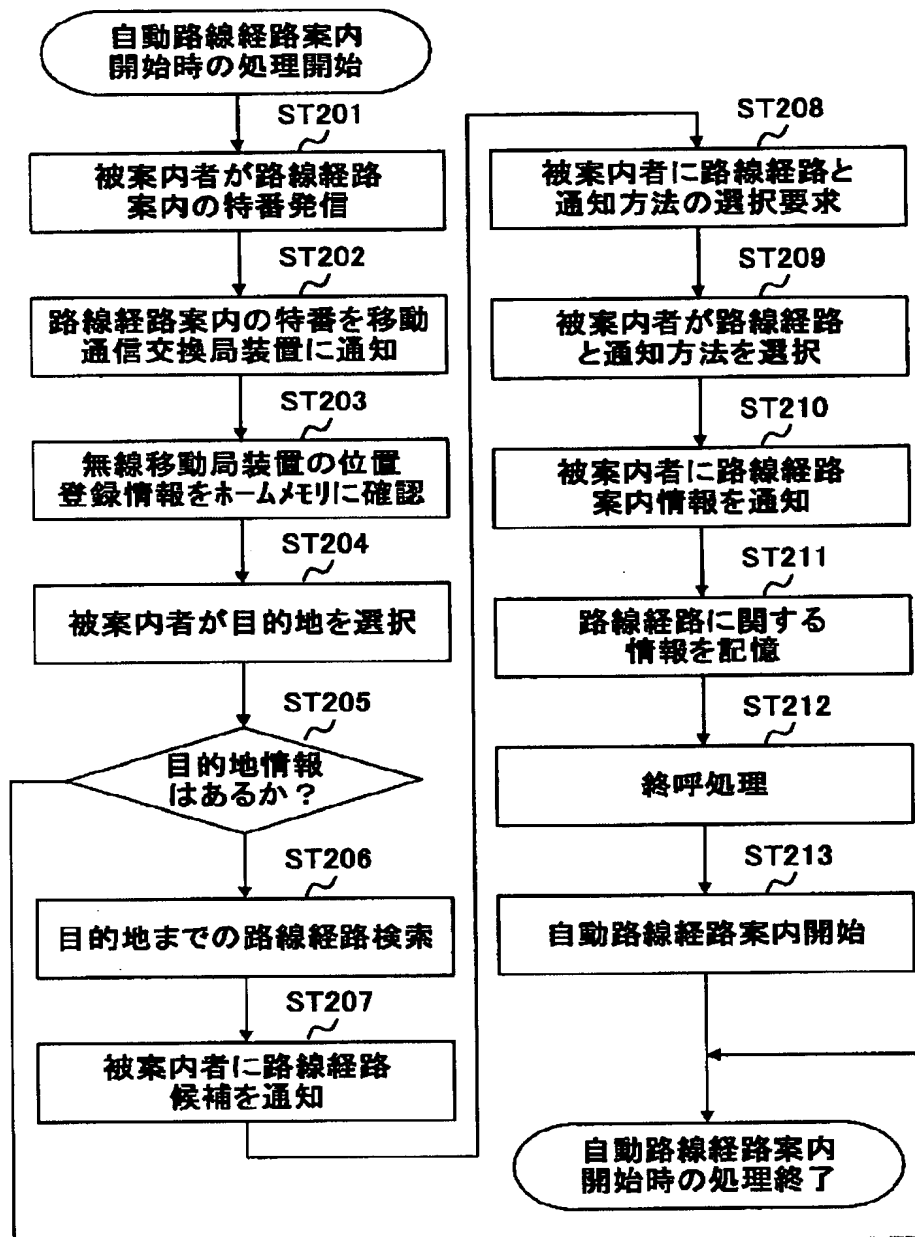 自動路線経路案内
開始時の処理開始
ST201
被案内者が路線経路
案内の特番発信
ST202
路線経路案内の特番を移動
通信交換局装置に通知
ST203
無線移動局装置の位置
登録情報をホームメモリに確認
ST204
被案内者が目的地を選択
ST205
目的地情報
はあるか？
ST206
目的地までの路線経路検索
ST207
被案内者に路線経路
候補を通知
ST208
被案内者に路線経路と
通知方法の選択要求
ST209
被案内者が路線経路
と通知方法を選択
ST210
被案内者に路線経路
案内情報を通知
ST211
路線経路に関する
情報を記憶
ST212
終呼処理
ST213
自動路線経路案内開始
自動路線経路案内
開始時の処理終了